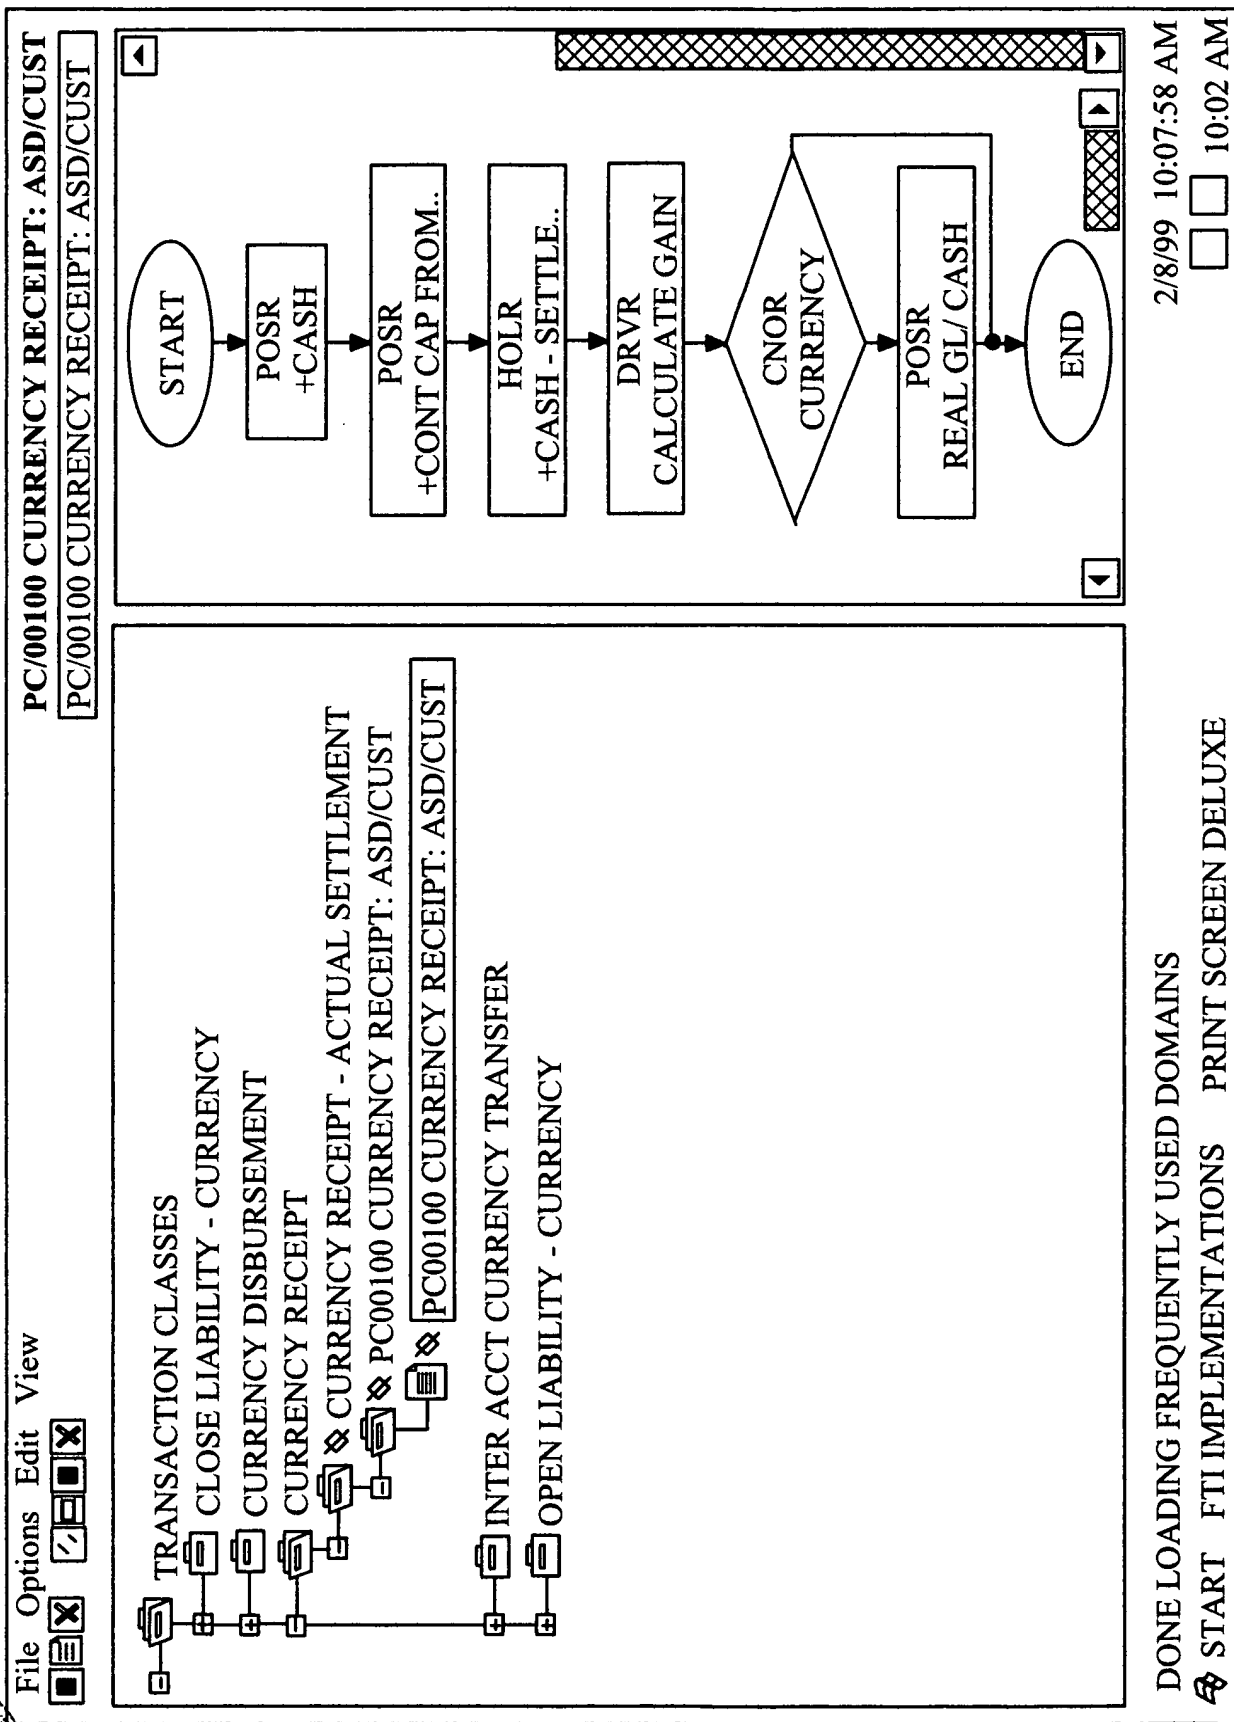 PC/00100 CURRENCY RECEIPT: ASD/CUST
File Options Edit View
PC/00100 CURRENCY RECEIPT: ASD/CUST
TRANSACTION CLASSES
CLOSE LIABILITY - CURRENCY
CURRENCY DISBURSEMENT
CURRENCY RECEIPT
CURRENCY RECEIPT - ACTUAL SETTLEMENT
PC00100 CURRENCY RECEIPT: ASD/CUST
PC00100 CURRENCY RECEIPT: ASD/CUST
INTER ACCT CURRENCY TRANSFER
OPEN LIABILITY - CURRENCY
START
POSR
+CASH
POSR
+CONT CAP FROM..
HOLR
+CASH - SETTLE..
DRVR
CALCULATE GAIN
CNOR
CURRENCY
POSR
REAL GL/ CASH
END
DONE LOADING FREQUENTLY USED DOMAINS
2/8/99 10:07:58 AM
START FTI IMPLEMENTATIONS PRINT SCREEN DELUXE
10:02 AM